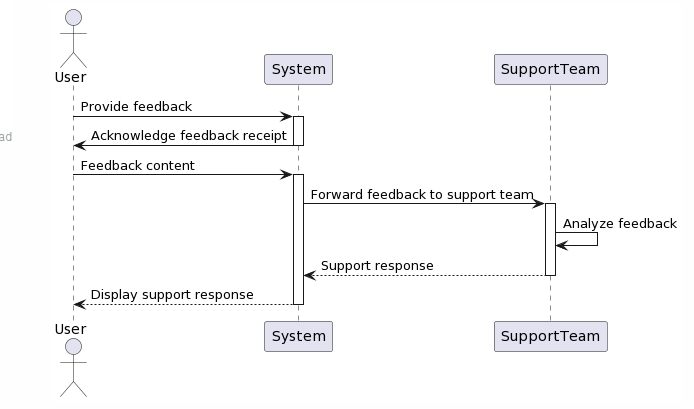 User
System
SupportTeam
Provide feedback
ad
Acknowledge feedback receipt
Feedback content
Forward feedback to support team
Analyze feedback
Support response
Display support response
User
System
SupportTeam